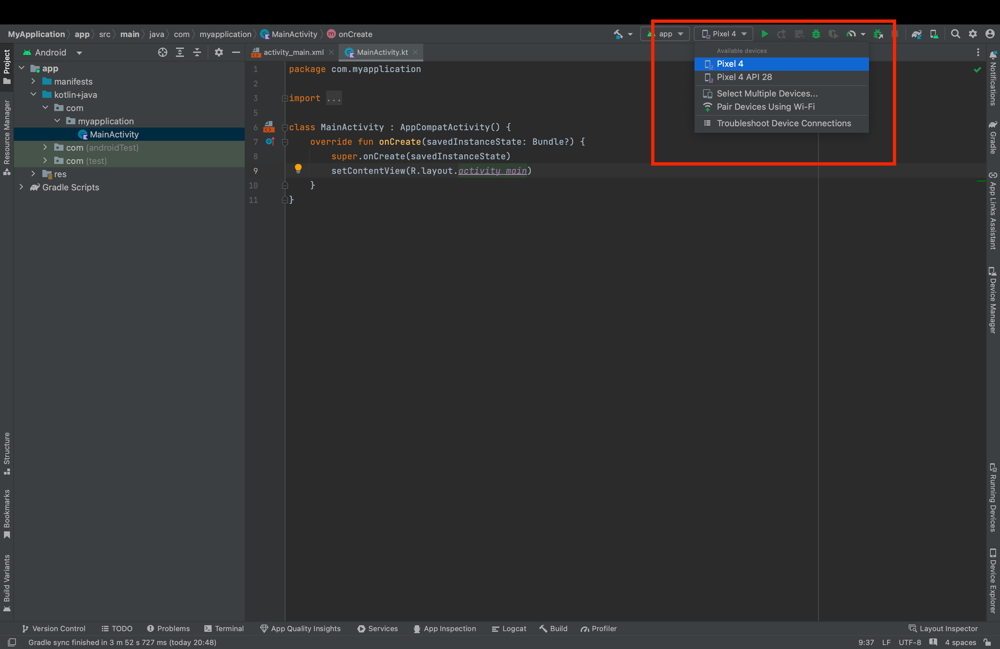 MyApplication app src main java com myapplication MainActivity m onCreate
app
Pixel 4
Android
activity_main.xml
MainActivity.kt
Available devices
Pixel 4
Pixel 4 API 28
Select Multiple Devices...
Pair Devices Using Wi-Fi
Troubleshoot Device Connections
Project
Resource Manager
Structure
Bookmarks
Build Variants
app
manifests
kotlin+java
com
myapplication
MainActivity
com (androidTest)
com (test)
res
Gradle Scripts
1 package com.myapplication
2
3 import ...
5
6 class MainActivity : AppCompatActivity() {
7 override fun onCreate(savedInstanceState: Bundle?) {
8 super.onCreate(savedInstanceState)
9 setContentView(R.layout.activity_main)
10 }
11 }
Notifications
Gradle
App Links Assistant
Device Manager
Running Devices
Device Explorer
Version Control TODO Problems Terminal App Quality Insights Services App Inspection Logcat Build Profiler Layout Inspector
Gradle sync finished in 3 m 52 s 727 ms (today 20:48) 9:37 LF UTF-8 4 spaces